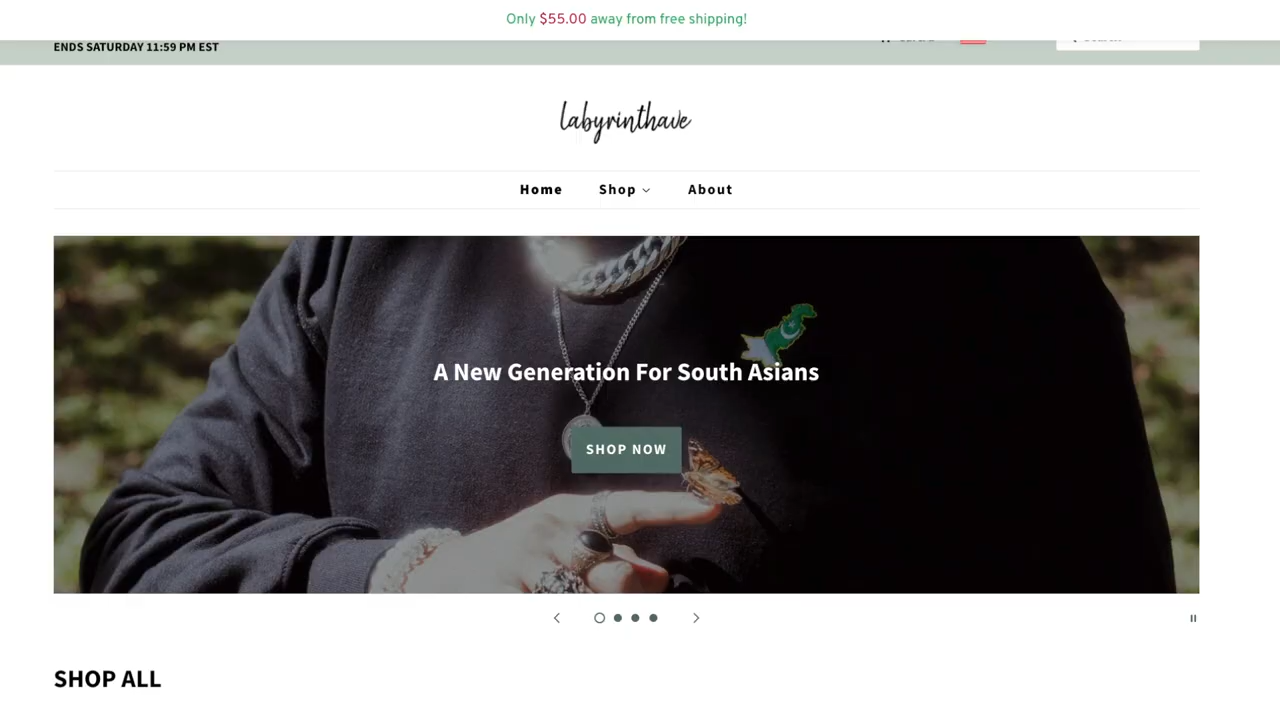 Only $55.00 away from free shipping!
ENDS SATURDAY 11:59 PM EST
labyrinthave
Home Shop About
A New Generation For South Asians
SHOP NOW
SHOP ALL